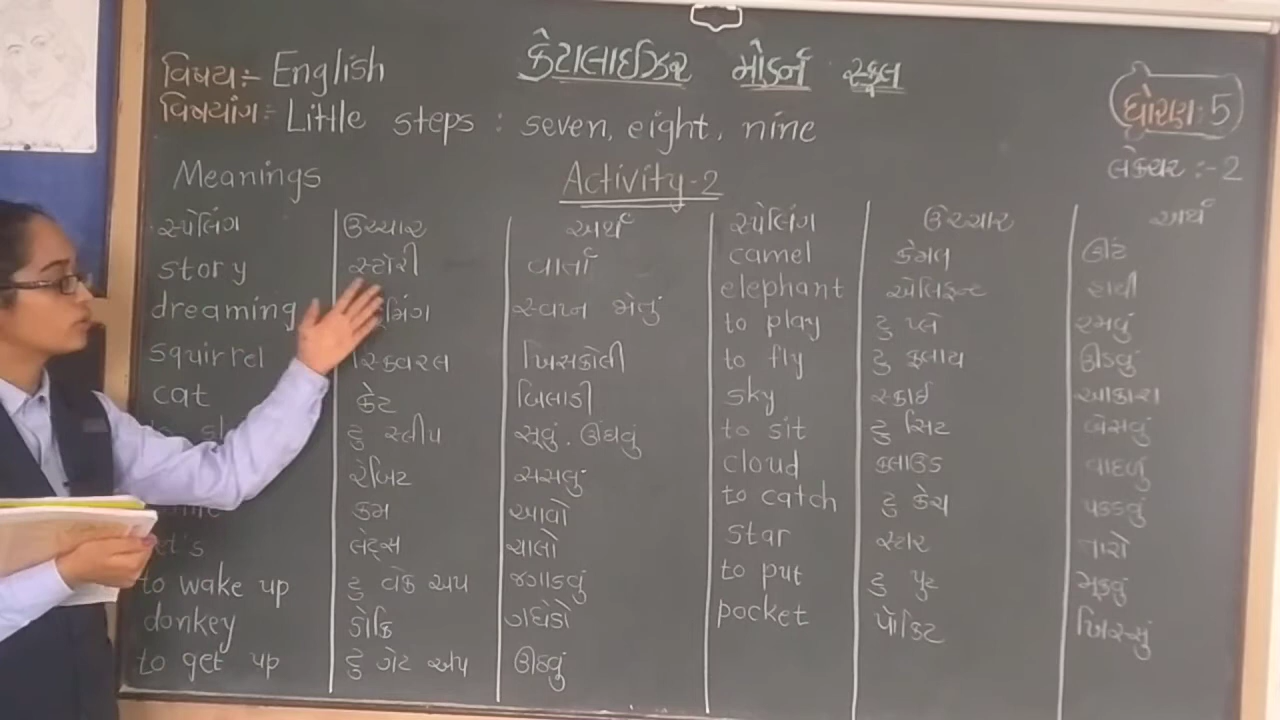 વિષય:- English
કેટાલાઈઝર મોડર્ન સ્કૂલ
ધોરણ:5
વિષયાંગ:- Little steps : seven, eight, nine
લેક્ચર :-2
Meanings
Activity-2
સ્પેલિંગ ઉચ્ચાર અર્થ સ્પેલિંગ ઉચ્ચાર અર્થ
story સ્ટોરી વાર્તા camel કેમલ ઊંટ
dreaming મિંગ સ્વપ્ન જોવું elephant એલિફન્ટ હાથી
to play ટુ પ્લે રમવું
squirrel સ્કિવરલ ખિસકોલી to fly ટુ ફ્લાય ઊડવું
cat કેટ બિલાડી sky સ્કાઈ આકાશ
ટુ સ્લીપ સૂવું. ઊંઘવું to sit ટુ સિટ બેસવું
રેબિટ સસલું cloud ક્લાઉડ વાદળું
કમ આવો to catch ટુ કેચ પકડવું
લેટ્સ ચાલો star સ્ટાર તારો
to wake up ટુ વેક અપ જગાડવું to put ટુ પુટ મૂકવું
donkey ડોંકિ ગધેડો pocket પૉકિટ ખિસ્સું
to get up ટુ ગેટ અપ ઊઠવું